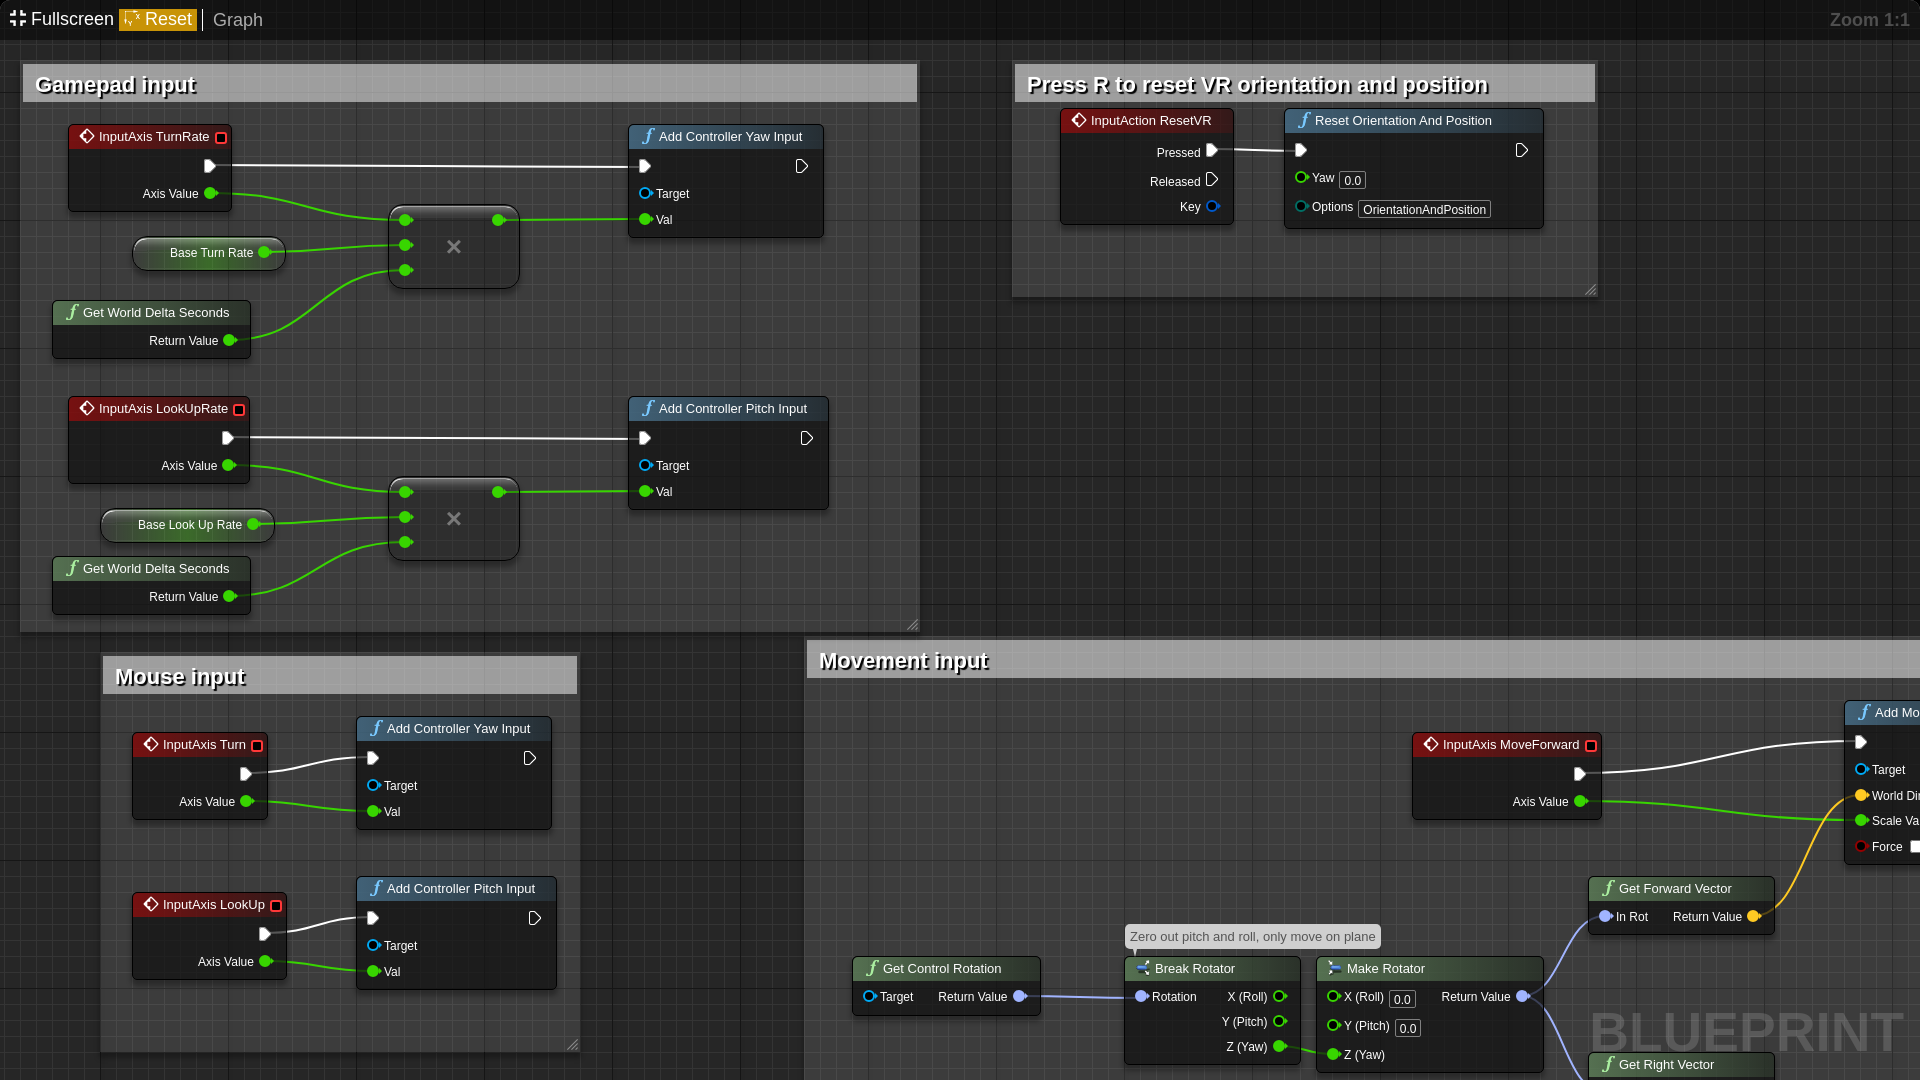 Fullscreen Reset Graph Zoom 1:1
Gamepad input
InputAxis TurnRate
Axis Value
Base Turn Rate
Get World Delta Seconds
Return Value
Add Controller Yaw Input
Target
Val
InputAxis LookUpRate
Axis Value
Base Look Up Rate
Get World Delta Seconds
Return Value
Add Controller Pitch Input
Target
Val
Press R to reset VR orientation and position
InputAction ResetVR
Pressed
Released
Key
Reset Orientation And Position
Yaw 0.0
Options OrientationAndPosition
Mouse input
InputAxis Turn
Axis Value
Add Controller Yaw Input
Target
Val
InputAxis LookUp
Axis Value
Add Controller Pitch Input
Target
Val
Movement input
InputAxis MoveForward
Axis Value
Add Mo
Target
World Dir
Scale Va
Force
Get Forward Vector
In Rot Return Value
Zero out pitch and roll, only move on plane
Get Control Rotation
Target Return Value
Break Rotator
Rotation X (Roll)
Y (Pitch)
Z (Yaw)
Make Rotator
X (Roll) 0.0 Return Value
Y (Pitch) 0.0
Z (Yaw)
BLUEPRINT
Get Right Vector